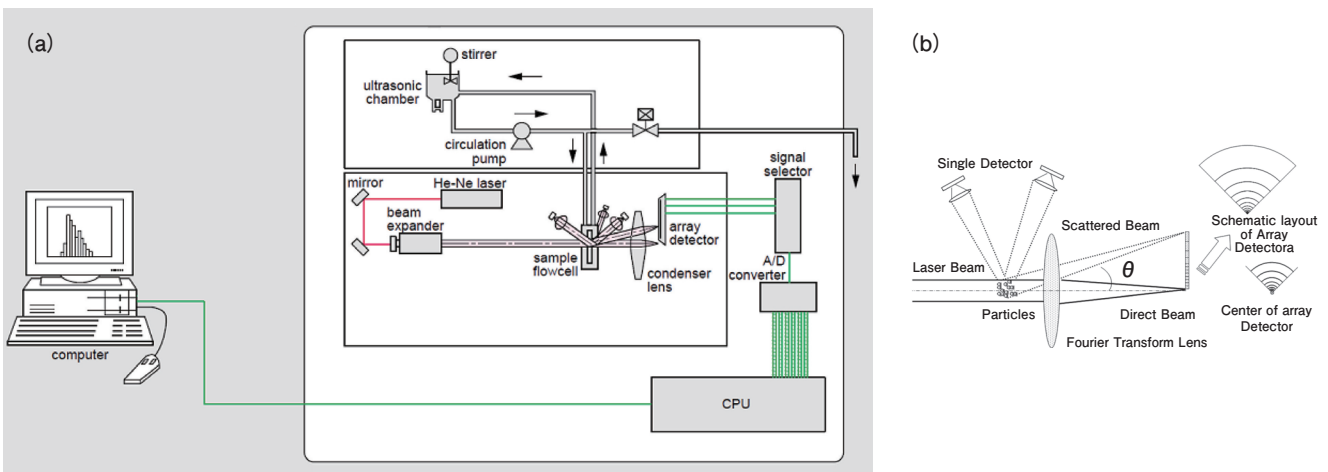 (a)
stirrer
ultrasonic
chamber
circulation
pump
mirror
He-Ne laser
beam
expander
sample
flowcell
array
detector
condenser
lens
signal
selector
A/D
converter
CPU
computer
(b)
Single Detector
Scattered Beam
Schematic layout
of Array
Detectora
Laser Beam
θ
Particles
Direct Beam
Center of array
Detector
Fourier Transform Lens